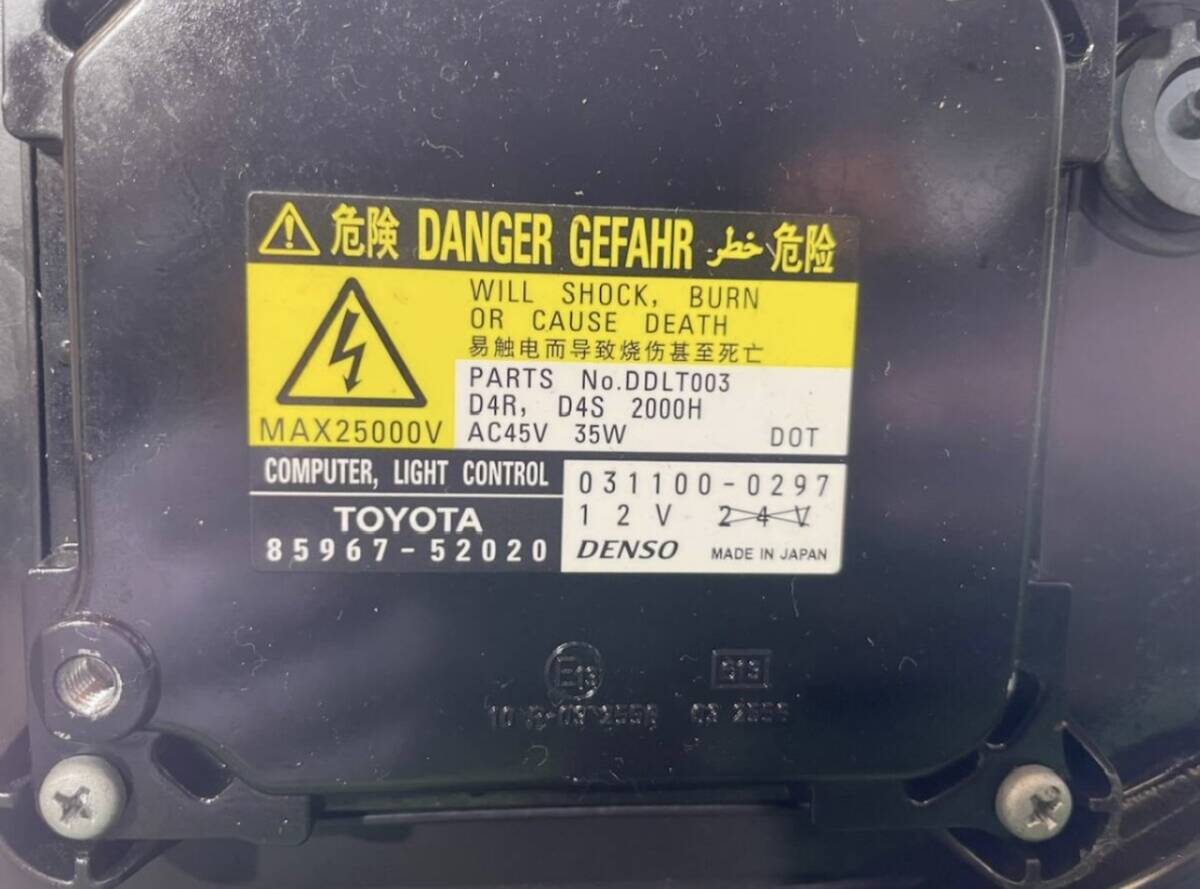 危険 DANGER GEFAHR خطر 危险
WILL SHOCK, BURN
OR CAUSE DEATH
易触电而导致烧伤甚至死亡
MAX25000V
PARTS No.DDLT003
D4R, D4S 2000H
AC45V 35W DOT
COMPUTER, LIGHT CONTROL
TOYOTA
85967-52020
031100-0297
12V 24V
DENSO MADE IN JAPAN
E13